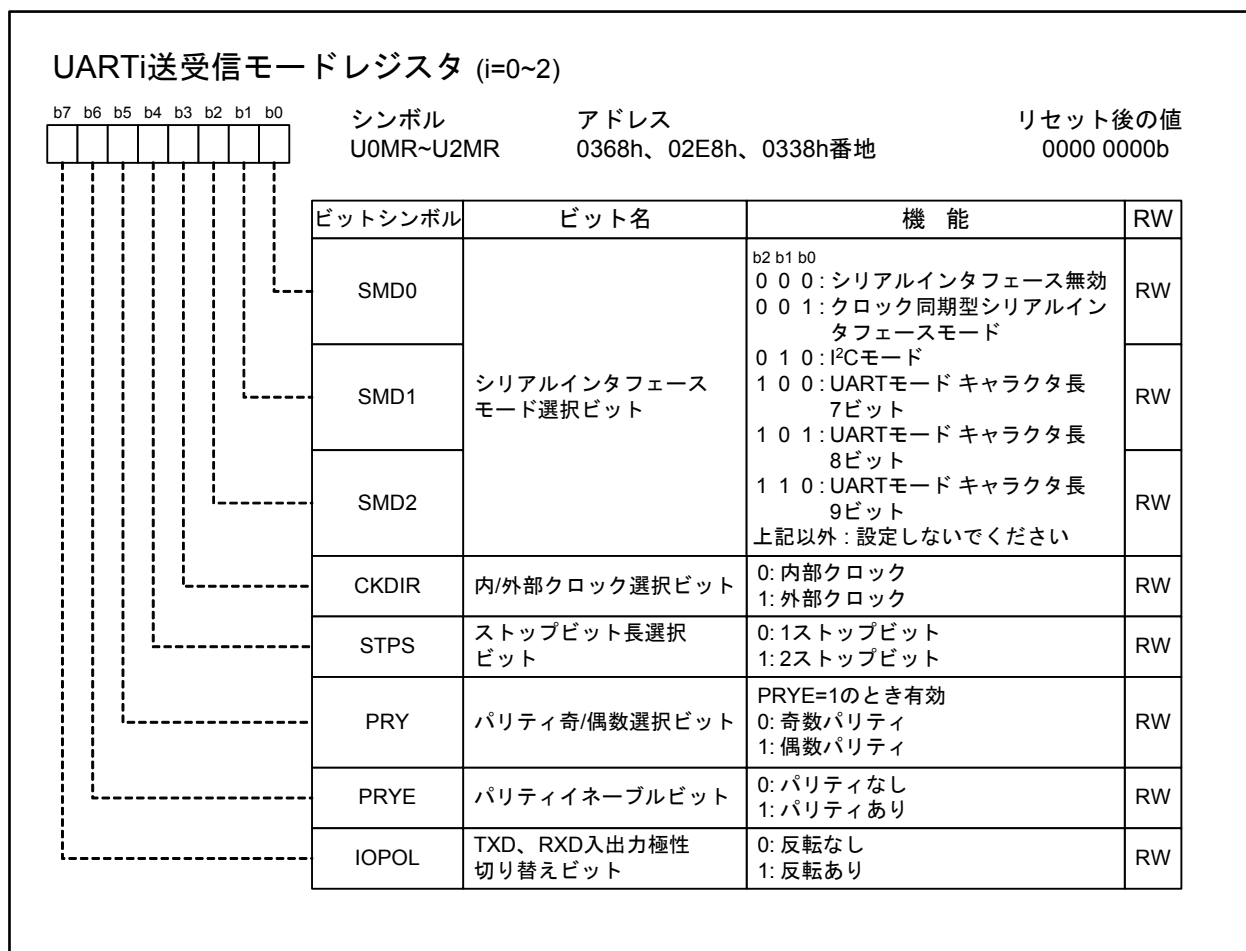 UARTi送受信モードレジスタ (i=0~2)
b7 b6 b5 b4 b3 b2 b1 b0
シンボル アドレス リセット後の値
U0MR~U2MR 0368h、02E8h、0338h番地 0000 0000b
ビットシンボル ビット名 機 能 RW
SMD0
SMD1
SMD2
シリアルインタフェース
モード選択ビット
b2 b1 b0
0 0 0 : シリアルインタフェース無効
0 0 1 : クロック同期型シリアルイン
タフェースモード
0 1 0 : I²Cモード
1 0 0 : UARTモード キャラクタ長
7ビット
1 0 1 : UARTモード キャラクタ長
8ビット
1 1 0 : UARTモード キャラクタ長
9ビット
上記以外 : 設定しないでください
RW
RW
RW
CKDIR
内/外部クロック選択ビット
0: 内部クロック
1: 外部クロック
RW
STPS
ストップビット長選択
ビット
0: 1ストップビット
1: 2ストップビット
RW
PRY
パリティ奇/偶数選択ビット
PRYE=1のとき有効
0: 奇数パリティ
1: 偶数パリティ
RW
PRYE
パリティイネーブルビット
0: パリティなし
1: パリティあり
RW
IOPOL
TXD、RXD入出力極性
切り替えビット
0: 反転なし
1: 反転あり
RW